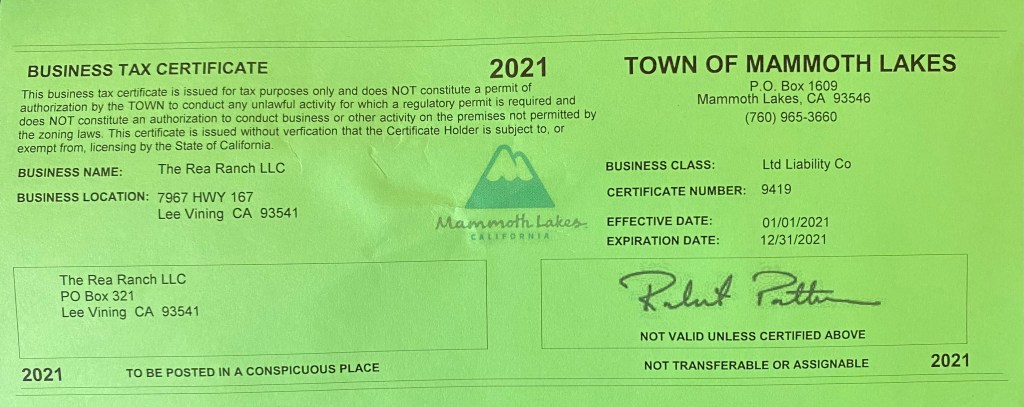 BUSINESS TAX CERTIFICATE
2021
This business tax certificate is issued for tax purposes only and does NOT constitute a permit of
authorization by the TOWN to conduct any unlawful activity for which a regulatory permit is required and
does NOT constitute an authorization to conduct business or other activity on the premises not permitted by
the zoning laws. This certificate is issued without verfication that the Certificate Holder is subject to, or
exempt from, licensing by the State of California.
BUSINESS NAME: The Rea Ranch LLC
BUSINESS LOCATION: 7967 HWY 167
Lee Vining CA 93541
Mammoth Lakes
CALIFORNIA
TOWN OF MAMMOTH LAKES
P.O. Box 1609
Mammoth Lakes, CA 93546
(760) 965-3660
BUSINESS CLASS: Ltd Liability Co
CERTIFICATE NUMBER: 9419
EFFECTIVE DATE: 01/01/2021
EXPIRATION DATE: 12/31/2021
The Rea Ranch LLC
PO Box 321
Lee Vining CA 93541
NOT VALID UNLESS CERTIFIED ABOVE
2021 TO BE POSTED IN A CONSPICUOUS PLACE
NOT TRANSFERABLE OR ASSIGNABLE 2021